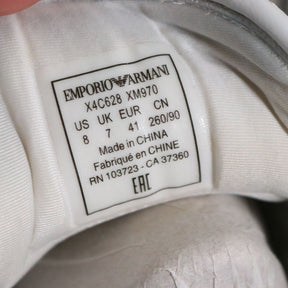 EMPORIO ARMANI
X4C628 XM970
US UK EUR CN
8 7 41 260/90
Made in CHINA
Fabriqué en CHINE
RN 103723 - CA 37360
EAC